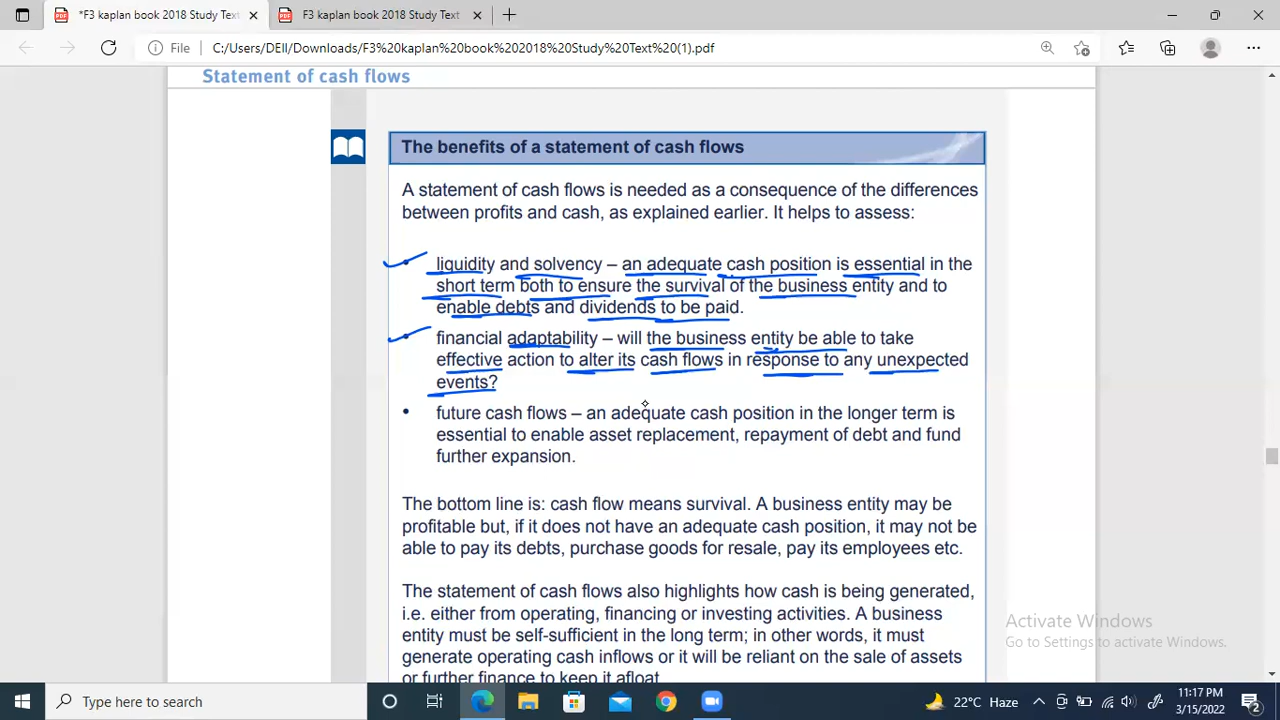 *F3 kaplan book 2018 Study Text
F3 kaplan book 2018 Study Text
File
C:/Users/DEll/Downloads/F3%20kaplan%20book%202018%20Study%20Text%20(1).pdf
Statement of cash flows
The benefits of a statement of cash flows
A statement of cash flows is needed as a consequence of the differences
between profits and cash, as explained earlier. It helps to assess:
• liquidity and solvency – an adequate cash position is essential in the
short term both to ensure the survival of the business entity and to
enable debts and dividends to be paid.
• financial adaptability – will the business entity be able to take
effective action to alter its cash flows in response to any unexpected
events?
• future cash flows – an adequate cash position in the longer term is
essential to enable asset replacement, repayment of debt and fund
further expansion.
The bottom line is: cash flow means survival. A business entity may be
profitable but, if it does not have an adequate cash position, it may not be
able to pay its debts, purchase goods for resale, pay its employees etc.
The statement of cash flows also highlights how cash is being generated,
i.e. either from operating, financing or investing activities. A business
entity must be self-sufficient in the long term; in other words, it must
generate operating cash inflows or it will be reliant on the sale of assets
or further finance to keep it afloat
Activate Windows
Go to Settings to activate Windows.
Type here to search
22°C Haze
11:17 PM
3/15/2022
2